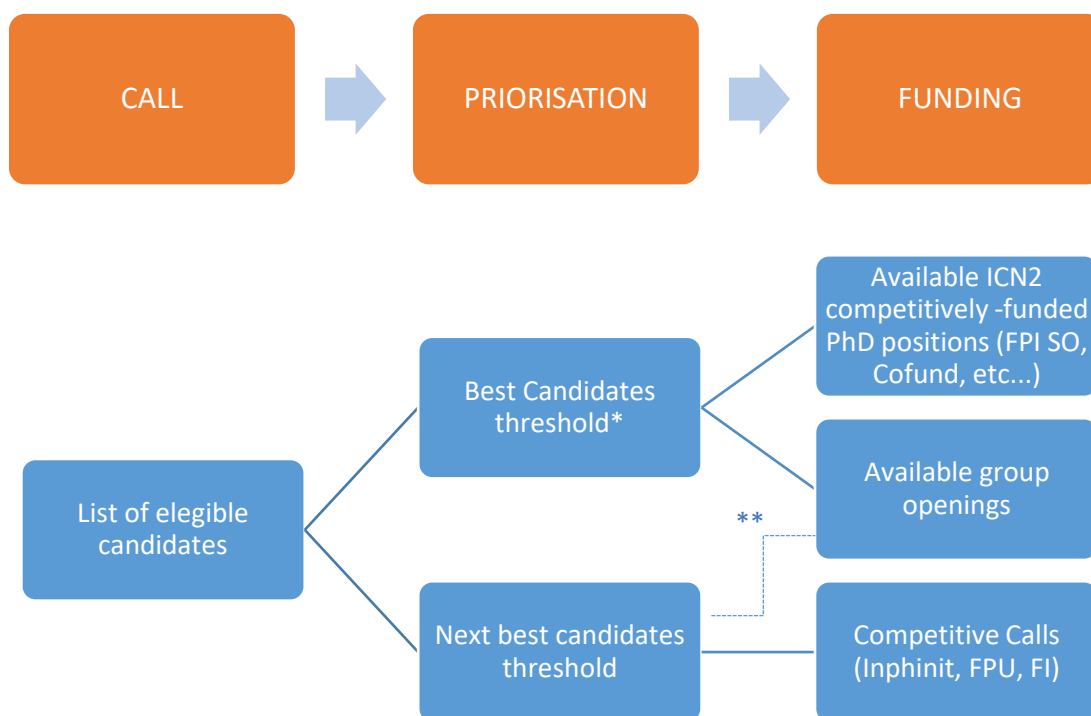 CALL
PRIORISATION
FUNDING
Available ICN2
competitively -funded
PhD positions (FPI SO,
Cofund, etc...)
Best Candidates
threshold*
List of elegible
candidates
**
Available group
openings
Next best candidates
threshold
Competitive Calls
(Inphinit, FPU, FI)